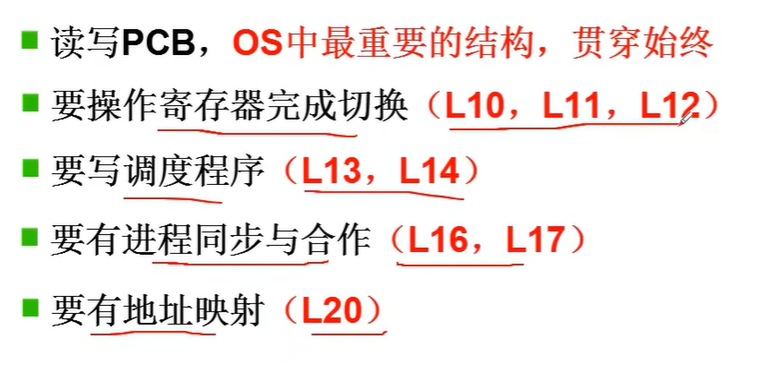 读写PCB，OS中最重要的结构，贯穿始终
要操作寄存器完成切换（L10，L11，L12）
要写调度程序（L13，L14）
要有进程同步与合作（L16，L17）
要有地址映射（L20）